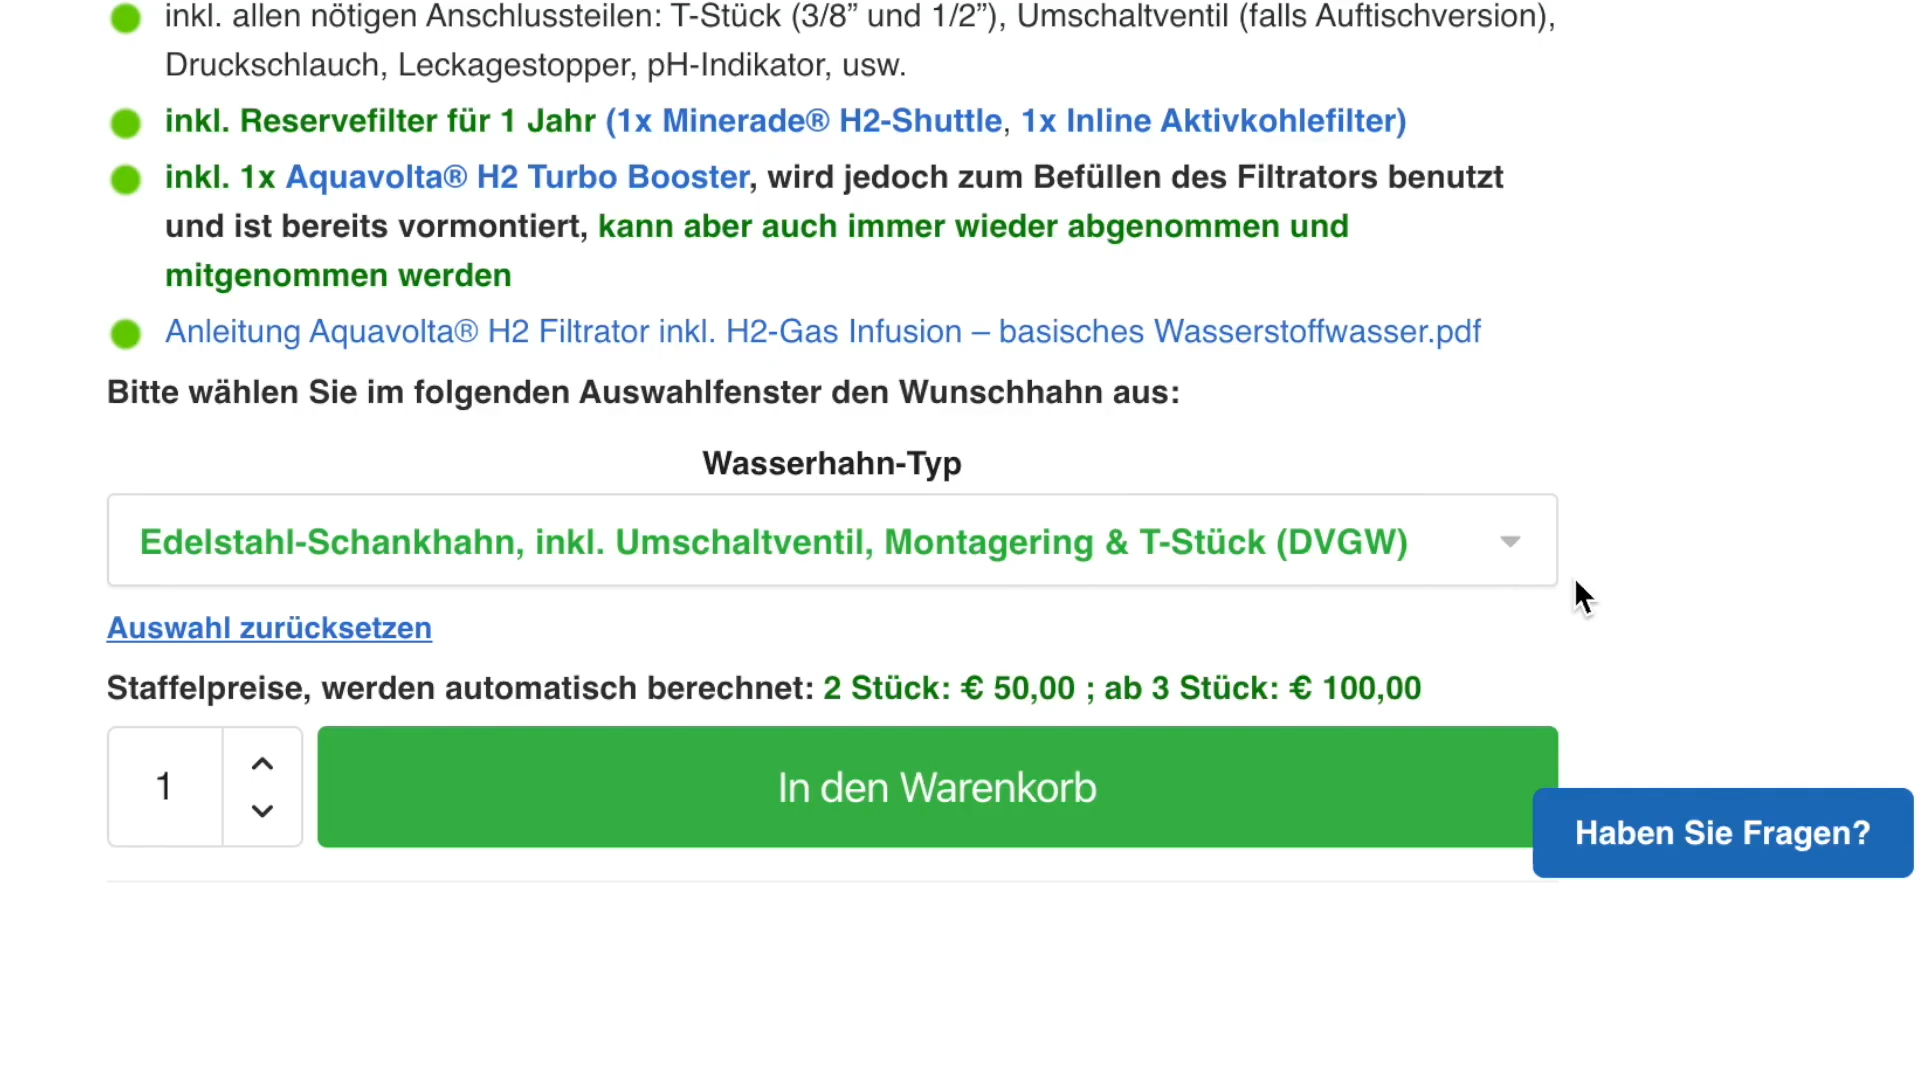 inkl. allen nötigen Anschlussteilen: T-Stück (3/8” und 1/2”), Umschaltventil (falls Auftischversion),
Druckschlauch, Leckagestopper, pH-Indikator, usw.
inkl. Reservefilter für 1 Jahr (1x Minerade® H2-Shuttle, 1x Inline Aktivkohlefilter)
inkl. 1x Aquavolta® H2 Turbo Booster, wird jedoch zum Befüllen des Filtrators benutzt
und ist bereits vormontiert, kann aber auch immer wieder abgenommen und
mitgenommen werden
Anleitung Aquavolta® H2 Filtrator inkl. H2-Gas Infusion – basisches Wasserstoffwasser.pdf
Bitte wählen Sie im folgenden Auswahlfenster den Wunschhahn aus:
Wasserhahn-Typ
Edelstahl-Schankhahn, inkl. Umschaltventil, Montagering & T-Stück (DVGW)
Auswahl zurücksetzen
Staffelpreise, werden automatisch berechnet: 2 Stück: € 50,00 ; ab 3 Stück: € 100,00
1
In den Warenkorb
Haben Sie Fragen?